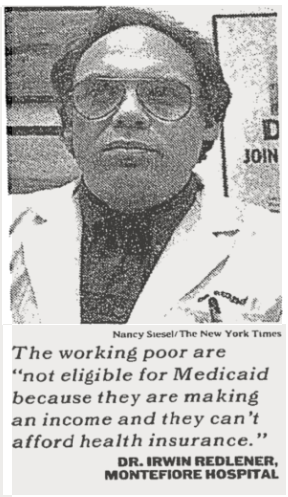 D
JOIN
Nancy Siesel/The New York Times
The working poor are
"not eligible for Medicaid
because they are making
an income and they can't
afford health insurance."
DR. IRWIN REDLENER,
MONTEFIORE HOSPITAL